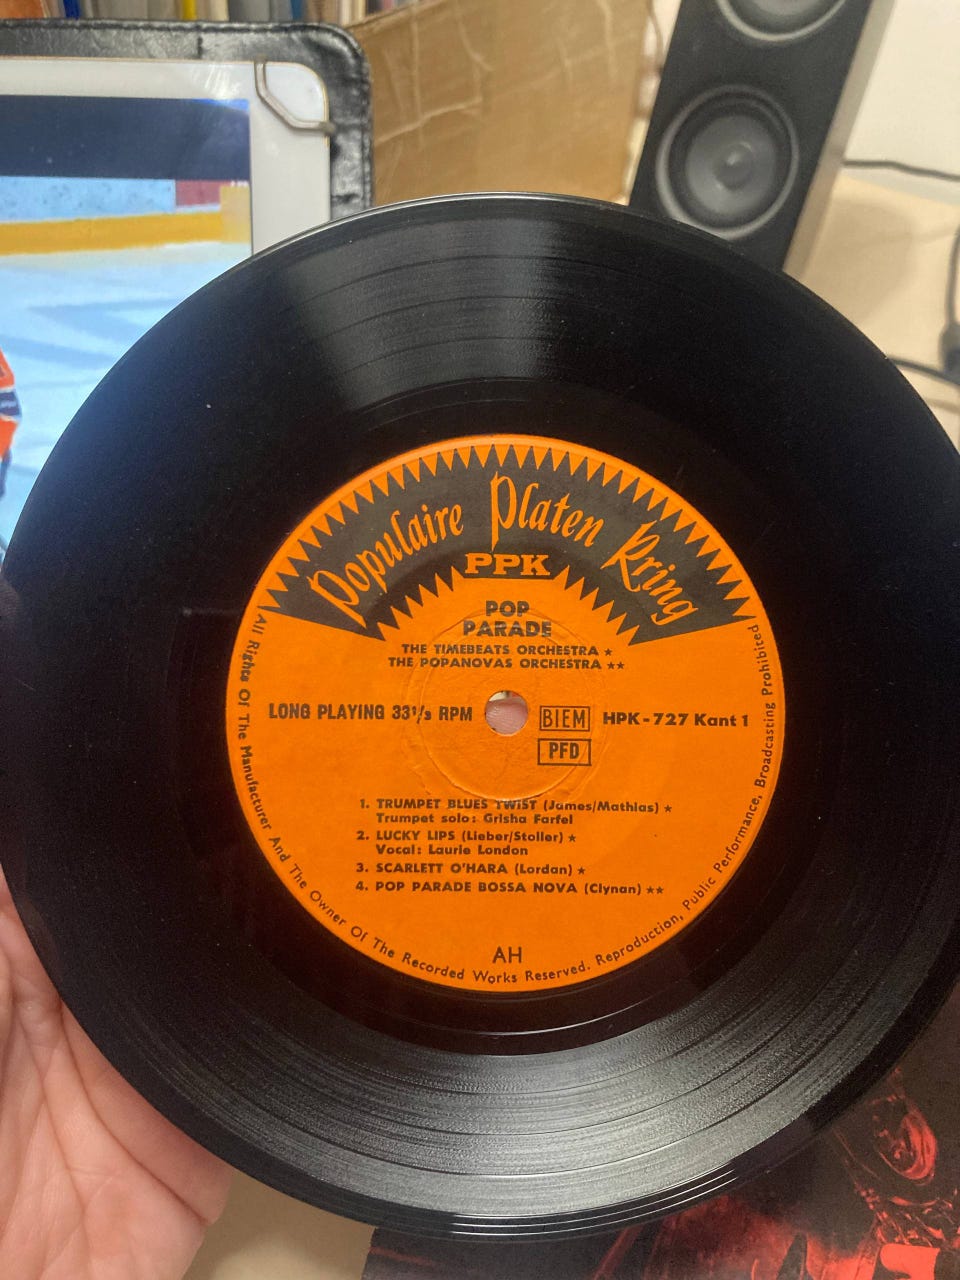 Populaire Platen Kring
PPK
POP
PARADE
THE TIMEBEATS ORCHESTRA ★
THE POPANOVAS ORCHESTRA ★★
LONG PLAYING 33⅓ RPM
BIEM
PFD
HPK - 727 Kant 1
1. TRUMPET BLUES TWIST (James/Mathias) ★
Trumpet solo: Grisha Farfel
2. LUCKY LIPS (Lieber/Stoller) ★
Vocal: Laurie London
3. SCARLETT O'HARA (Lordan) ★
4. POP PARADE BOSSA NOVA (Clynan) ★★
AH
All Rights Of The Manufacturer And The Owner Of The Recorded Works Reserved. Reproduction, Public Performance, Broadcasting Prohibited